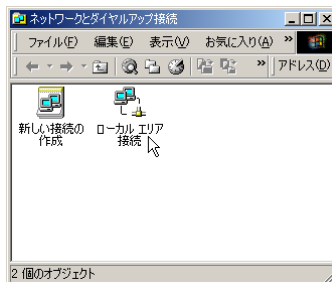 ネットワークとダイヤルアップ接続
ファイル(F) 編集(E) 表示(V) お気に入り(A) »
» アドレス(D)
新しい接続の
作成
ローカル エリア
接続
2 個のオブジェクト